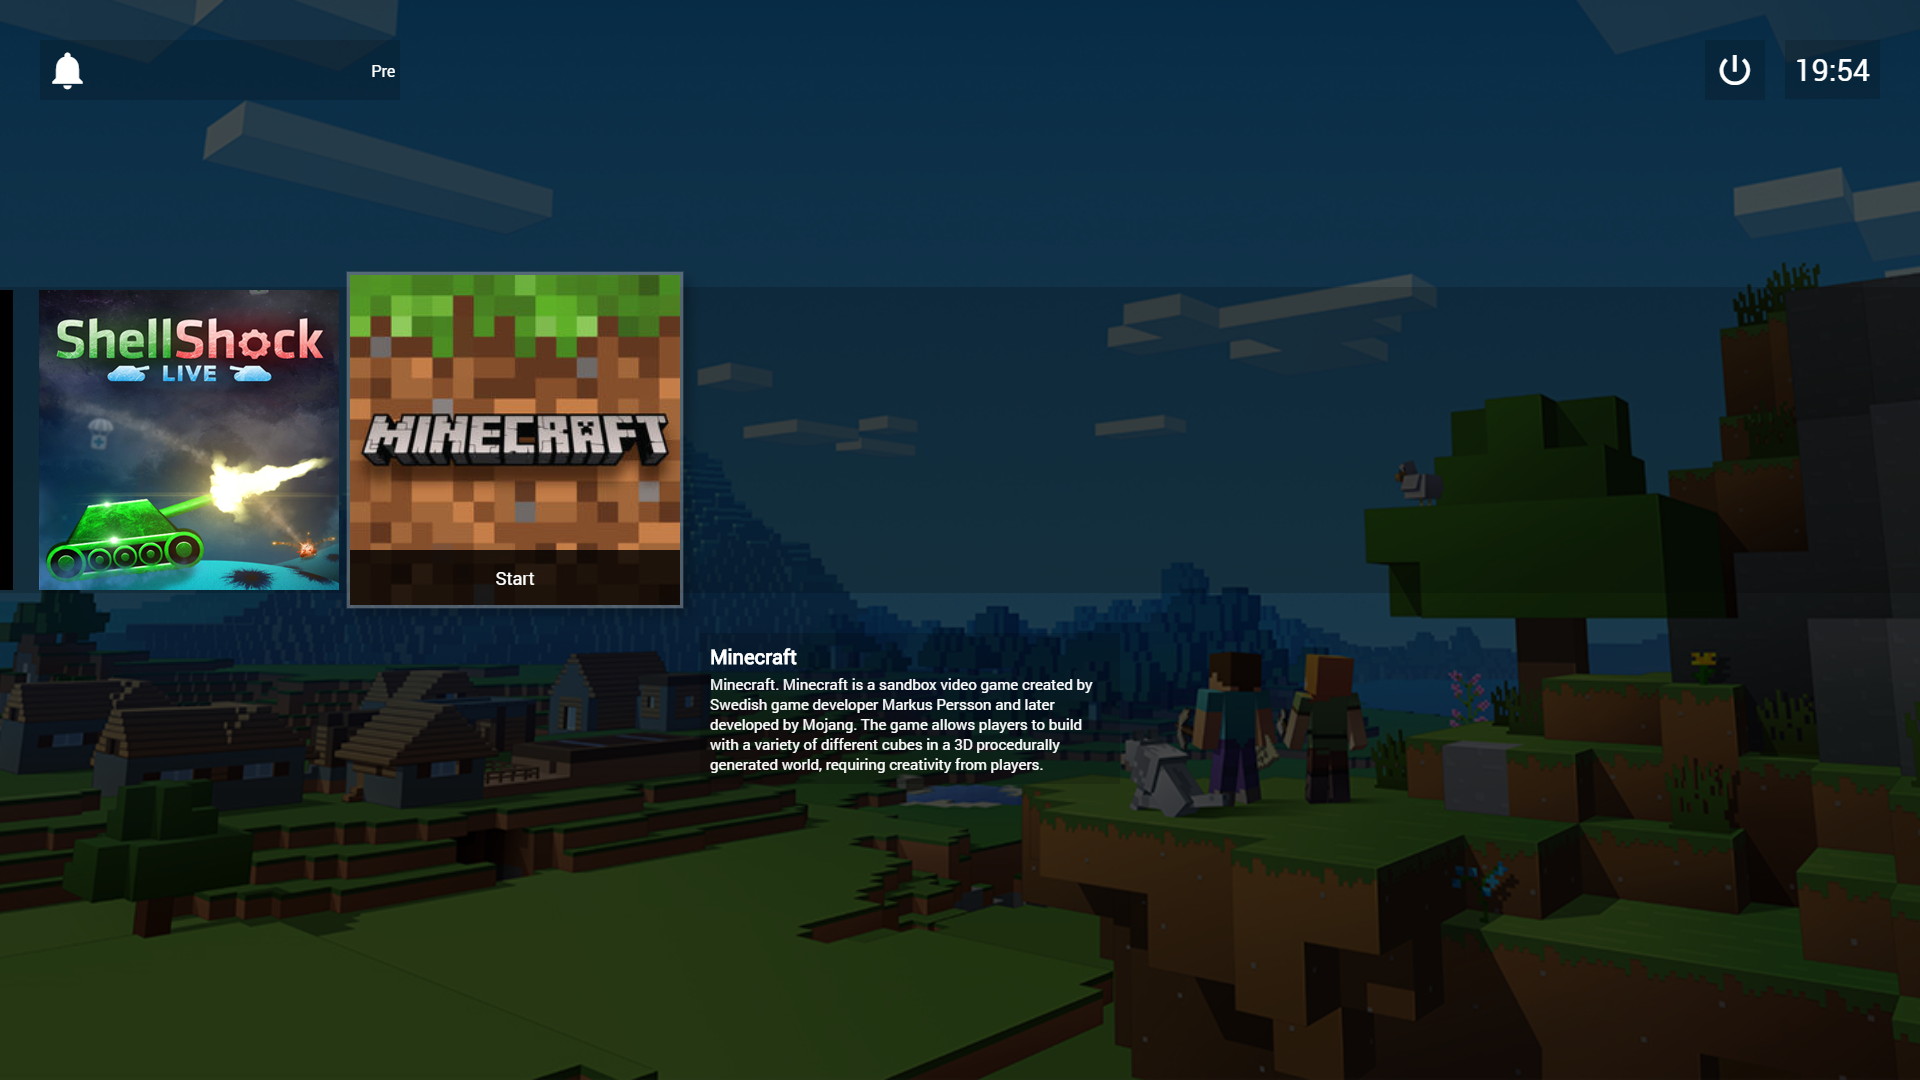 Pre
19:54
ShellShock
LIVE
MINECRAFT
Start
Minecraft
Minecraft. Minecraft is a sandbox video game created by
Swedish game developer Markus Persson and later
developed by Mojang. The game allows players to build
with a variety of different cubes in a 3D procedurally
generated world, requiring creativity from players.